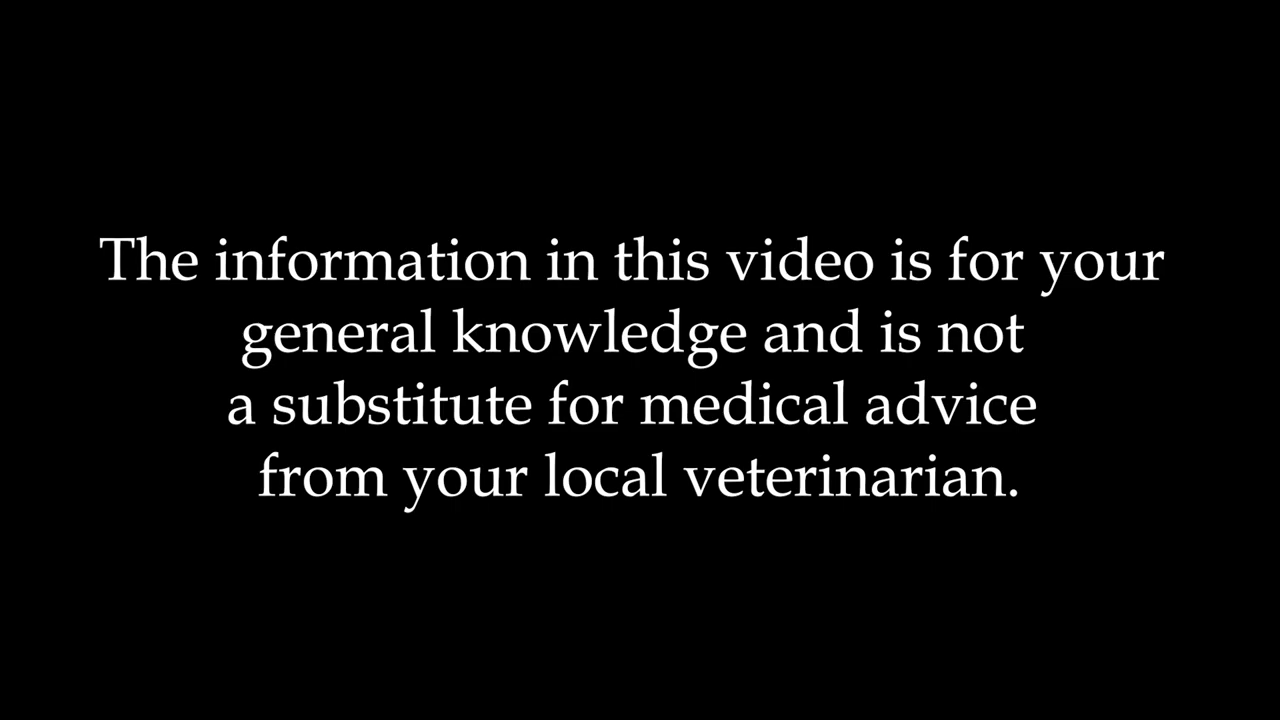 The information in this video is for your
general knowledge and is not
a substitute for medical advice
from your local veterinarian.